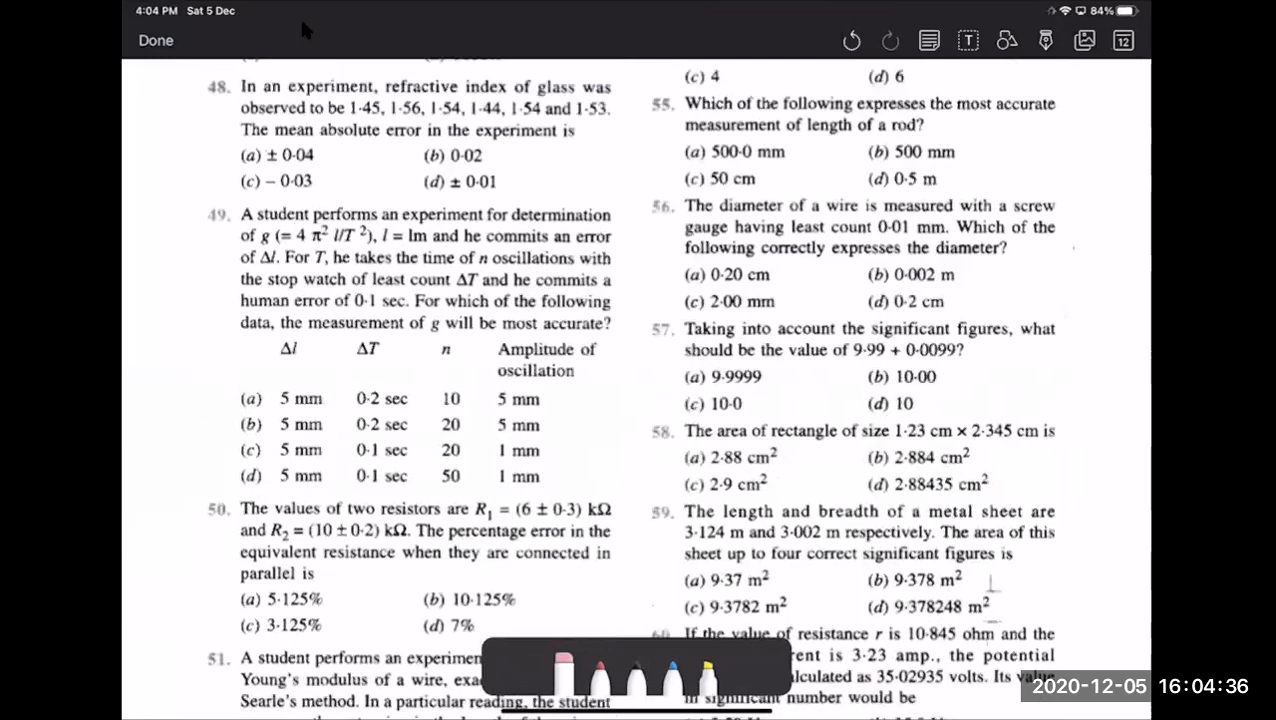 4:04 PM Sat 5 Dec
84%
Done
12
48. In an experiment, refractive index of glass was
observed to be 1·45, 1·56, 1·54, 1·44, 1·54 and 1·53.
The mean absolute error in the experiment is
(a) ± 0·04 (b) 0·02
(c) – 0·03 (d) ± 0·01
49. A student performs an experiment for determination
of g (= 4 π² l/T ²), l = lm and he commits an error
of Δl. For T, he takes the time of n oscillations with
the stop watch of least count ΔT and he commits a
human error of 0·1 sec. For which of the following
data, the measurement of g will be most accurate?
Δl ΔT n Amplitude of
oscillation
(a) 5 mm 0·2 sec 10 5 mm
(b) 5 mm 0·2 sec 20 5 mm
(c) 5 mm 0·1 sec 20 1 mm
(d) 5 mm 0·1 sec 50 1 mm
50. The values of two resistors are R₁ = (6 ± 0·3) kΩ
and R₂ = (10 ± 0·2) kΩ. The percentage error in the
equivalent resistance when they are connected in
parallel is
(a) 5·125% (b) 10·125%
(c) 3·125% (d) 7%
51. A student performs an experimen
Young's modulus of a wire, exa
Searle's method. In a particular reading, the student
(c) 4 (d) 6
55. Which of the following expresses the most accurate
measurement of length of a rod?
(a) 500·0 mm (b) 500 mm
(c) 50 cm (d) 0·5 m
56. The diameter of a wire is measured with a screw
gauge having least count 0·01 mm. Which of the
following correctly expresses the diameter?
(a) 0·20 cm (b) 0·002 m
(c) 2·00 mm (d) 0·2 cm
57. Taking into account the significant figures, what
should be the value of 9·99 + 0·0099?
(a) 9·9999 (b) 10·00
(c) 10·0 (d) 10
58. The area of rectangle of size 1·23 cm × 2·345 cm is
(a) 2·88 cm² (b) 2·884 cm²
(c) 2·9 cm² (d) 2·88435 cm²
59. The length and breadth of a metal sheet are
3·124 m and 3·002 m respectively. The area of this
sheet up to four correct significant figures is
(a) 9·37 m² (b) 9·378 m²
(c) 9·3782 m² (d) 9·378248 m²
60. If the value of resistance r is 10·845 ohm and the
rent is 3·23 amp., the potential
lculated as 35·02935 volts. Its value
in significant number would be
2020-12-05 16:04:36